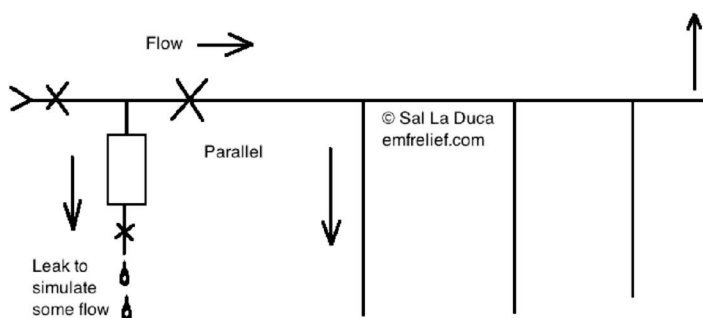 Flow
© Sal La Duca
emfrelief.com
Parallel
Leak to
simulate
some flow